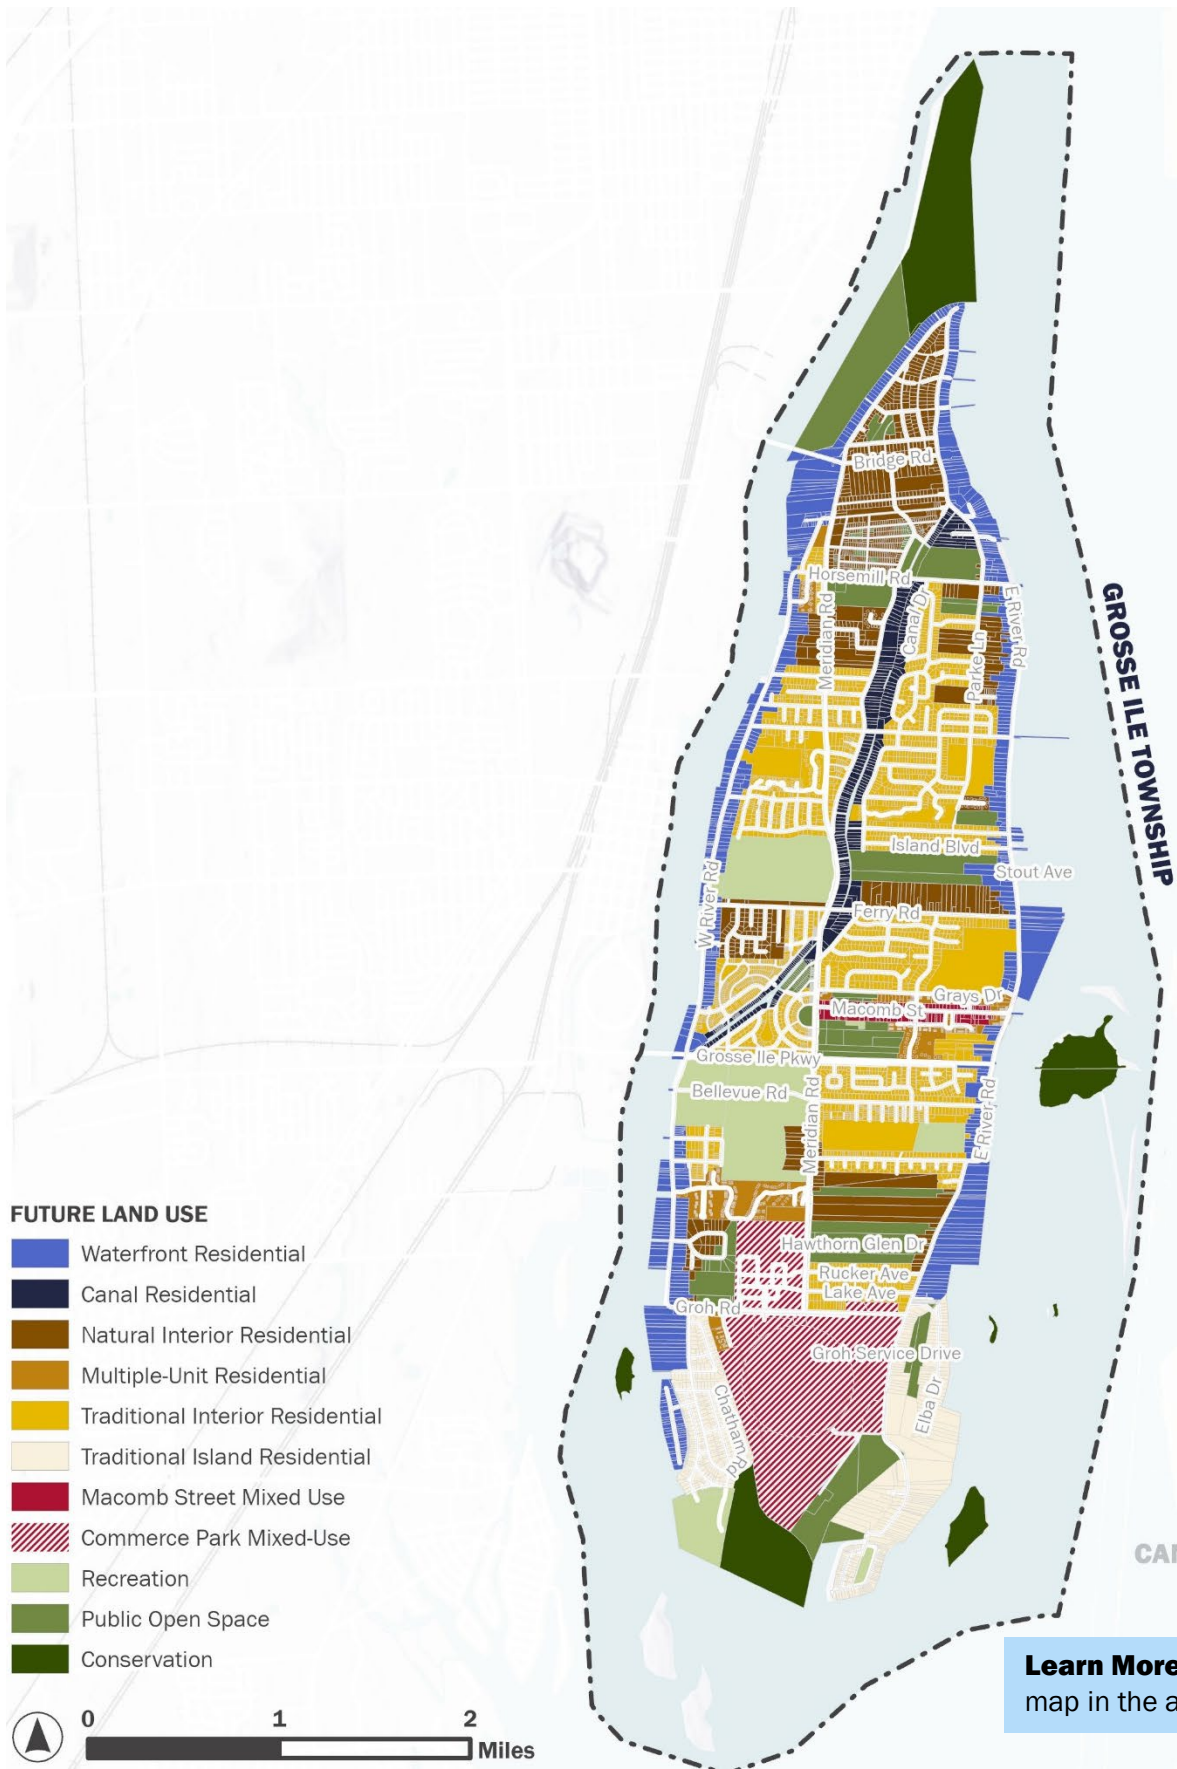 Bridge Rd
Horsemill Rd
Meridian Rd
Canal Dr
E River Rd
Parke Ln
GROSSE ILE TOWNSHIP
Island Blvd
Stout Ave
W River Rd
Ferry Rd
Grays Dr
Macomb St
Grosse Ile Pkwy
Bellevue Rd
Meridian Rd
E River Rd
Hawthorn Glen Dr
Rucker Ave
Lake Ave
Groh Rd
Groh Service Drive
Chatham Rd
Elba Dr
FUTURE LAND USE
Waterfront Residential
Canal Residential
Natural Interior Residential
Multiple-Unit Residential
Traditional Interior Residential
Traditional Island Residential
Macomb Street Mixed Use
Commerce Park Mixed-Use
Recreation
Public Open Space
Conservation
0 1 2
Miles
CAN
Learn More
map in the a